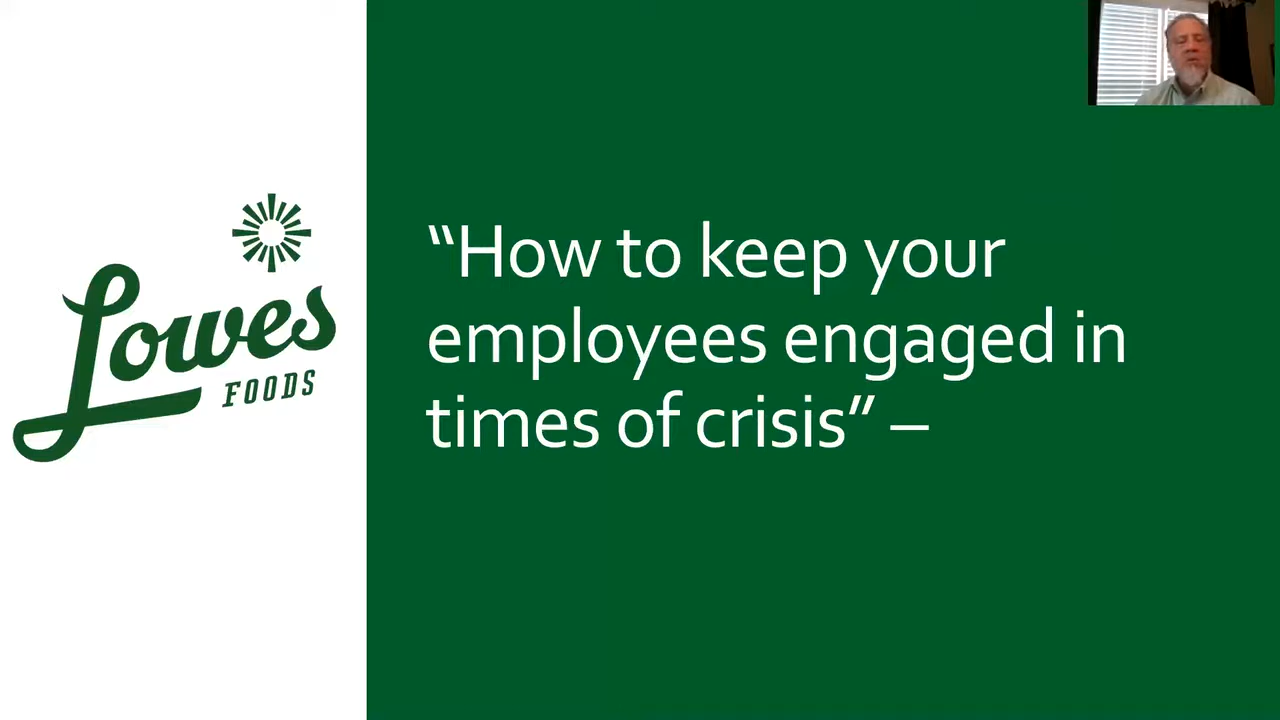 Lowes
FOODS
“How to keep your
employees engaged in
times of crisis” –